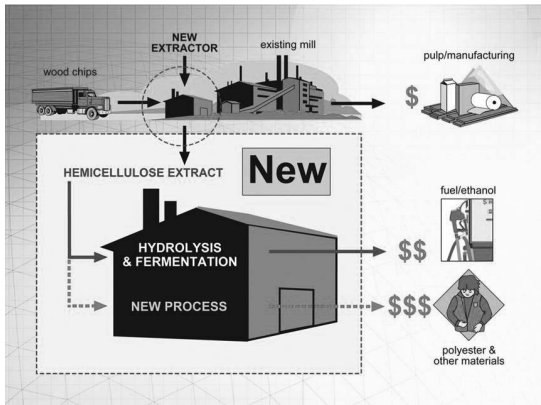 NEW
EXTRACTOR
existing mill
wood chips
pulp/manufacturing
$
HEMICELLULOSE EXTRACT
New
fuel/ethanol
HYDROLYSIS
& FERMENTATION
$$
NEW PROCESS
$$$
polyester &
other materials